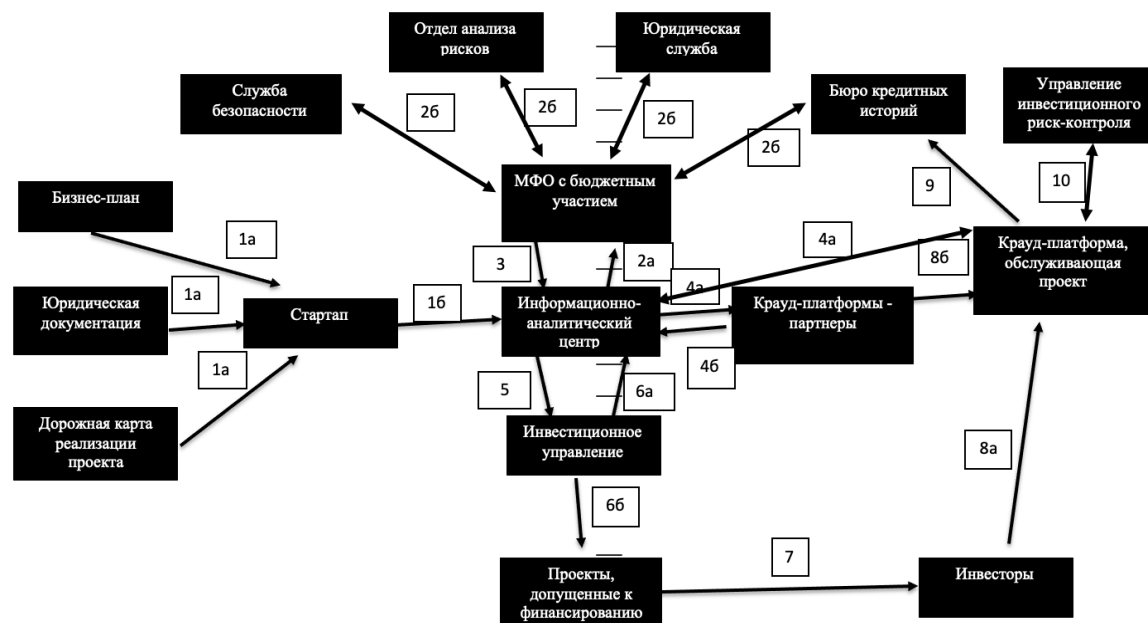 Отдел анализа
рисков
Юридическая
служба
Служба
безопасности
2б
2б
2б
2б
Бюро кредитных
историй
Управление
инвестиционного
риск-контроля
МФО с бюджетным
участием
9
10
Бизнес-план
1а
3
2а
4а
8б
Крауд-платформа,
обслуживающая
проект
Юридическая
документация
1а
Стартап
1б
Информационно-
аналитический
центр
4а
Крауд-платформы -
партнеры
1а
5
6а
4б
Дорожная карта
реализации
проекта
Инвестиционное
управление
8а
6б
7
Проекты,
допущенные к
финансированию
Инвесторы